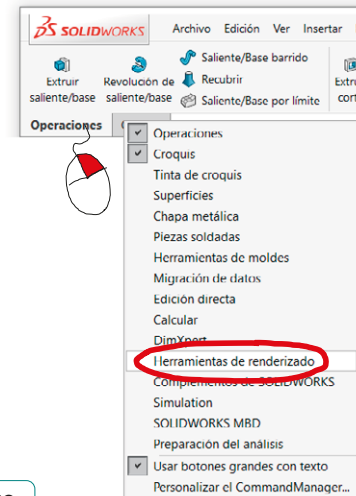 SOLIDWORKS
Archivo Edición Ver Insertar
Extruir saliente/base
Revolución de saliente/base
Saliente/Base barrido
Recubrir
Saliente/Base por límite
Operaciones
Operaciones
Croquis
Tinta de croquis
Superficies
Chapa metálica
Piezas soldadas
Herramientas de moldes
Migración de datos
Edición directa
Calcular
DimXpert
Herramientas de renderizado
Complementos de SOLIDWORKS
Simulation
SOLIDWORKS MBD
Preparación del análisis
Usar botones grandes con texto
Personalizar el CommandManager...